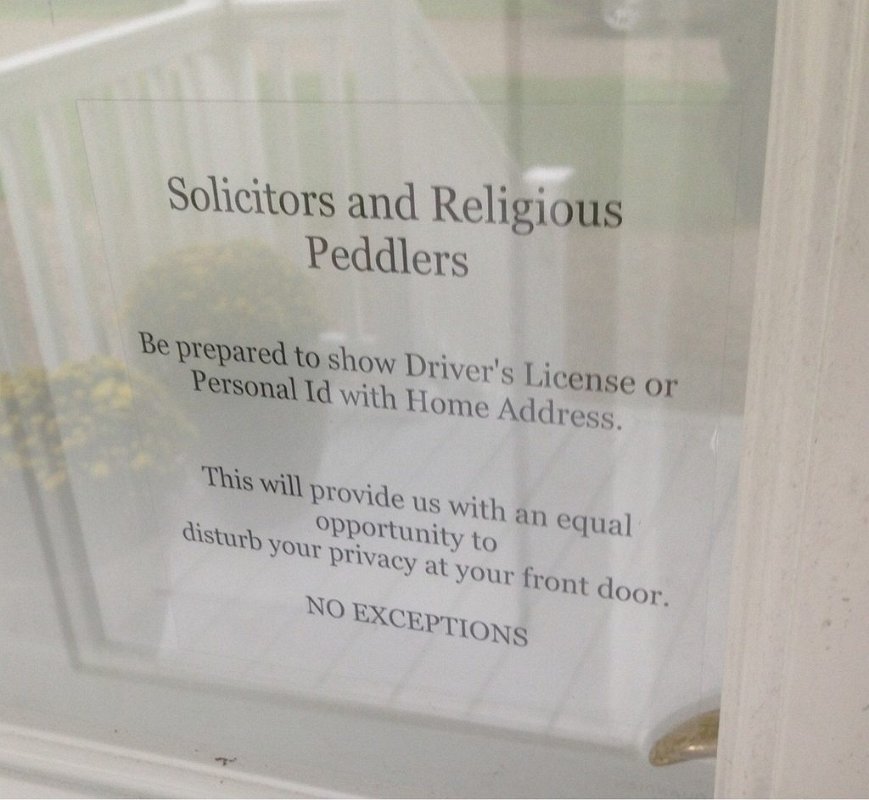 Solicitors and Religious
Peddlers
Be prepared to show Driver's License or
Personal Id with Home Address.
This will provide us with an equal
opportunity to
disturb your privacy at your front door.
NO EXCEPTIONS